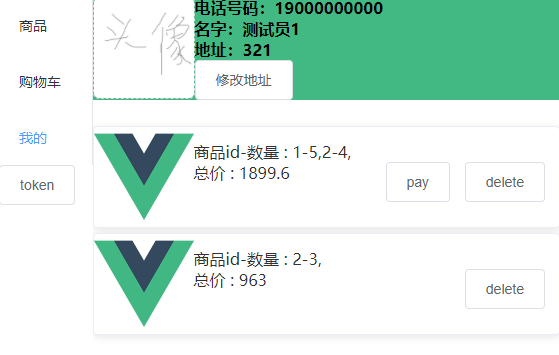 商品
购物车
我的
token
头像
电话号码：19000000000
名字：测试员1
地址：321
修改地址
商品id-数量 : 1-5,2-4,
总价 : 1899.6
pay
delete
商品id-数量 : 2-3,
总价 : 963
delete